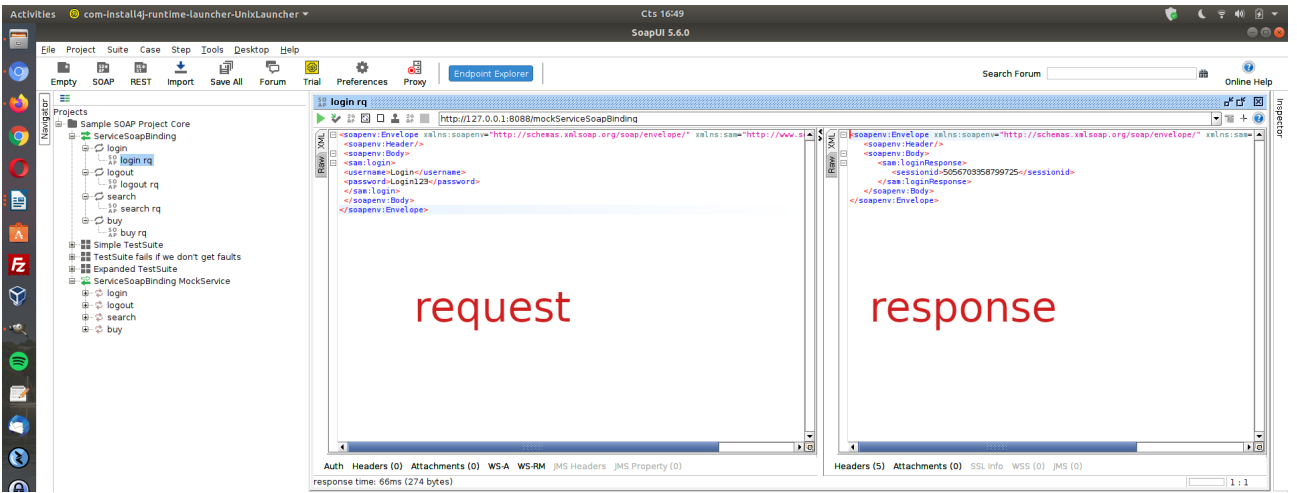 Activities com-install4j-runtime-launcher-UnixLauncher Cts 16:49
SoapUI 5.6.0
File Project Suite Case Step Tools Desktop Help
Empty SOAP REST Import Save All Forum Trial Preferences Proxy Endpoint Explorer Search Forum Online Help
Navigator
Projects
Sample SOAP Project Core
ServiceSoapBinding
login
login rq
logout
logout rq
search
search rq
buy
buy rq
Simple TestSuite
TestSuite fails if we don't get faults
Expanded TestSuite
ServiceSoapBinding MockService
login
logout
search
buy
login rq
http://127.0.0.1:8088/mockServiceSoapBinding
XML
Raw
<soapenv:Envelope xmlns:soapenv="http://schemas.xmlsoap.org/soap/envelope/" xmlns:sam="http://www.s
<soapenv:Header/>
<soapenv:Body>
<sam:login>
<username>Login</username>
<password>Login123</password>
</sam:login>
</soapenv:Body>
</soapenv:Envelope>
request
Auth Headers (0) Attachments (0) WS-A WS-RM JMS Headers JMS Property (0)
response time: 66ms (274 bytes)
XML
Raw
<soapenv:Envelope xmlns:soapenv="http://schemas.xmlsoap.org/soap/envelope/" xmlns:sam=
<soapenv:Header/>
<soapenv:Body>
<sam:loginResponse>
<sessionid>5056703358799725</sessionid>
</sam:loginResponse>
</soapenv:Body>
</soapenv:Envelope>
response
Headers (5) Attachments (0) SSL Info WSS (0) JMS (0)
1 : 1
Inspector